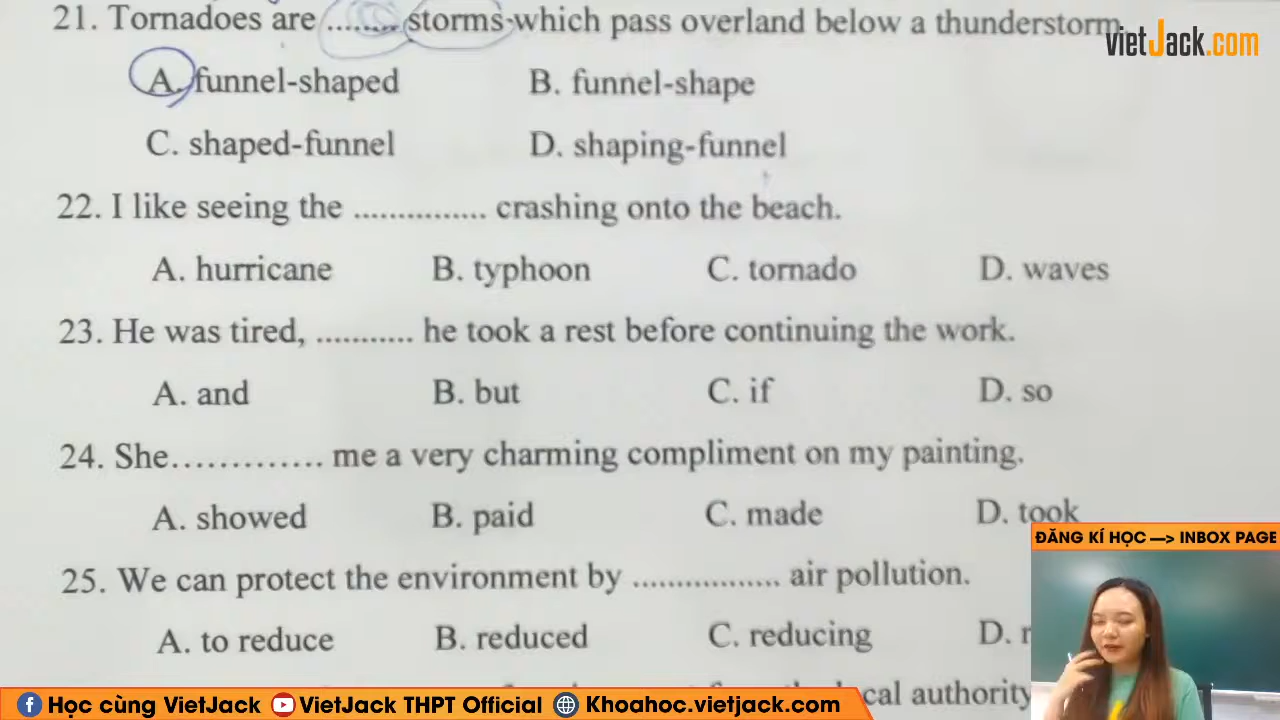 21. Tornadoes are ........ storms which pass overland below a thunderstorm.
vietJack.com
A. funnel-shaped B. funnel-shape
C. shaped-funnel D. shaping-funnel
22. I like seeing the ............... crashing onto the beach.
A. hurricane B. typhoon C. tornado D. waves
23. He was tired, ........... he took a rest before continuing the work.
A. and B. but C. if D. so
24. She............. me a very charming compliment on my painting.
A. showed B. paid C. made D. took
ĐĂNG KÍ HỌC —> INBOX PAGE
25. We can protect the environment by ................. air pollution.
A. to reduce B. reduced C. reducing D.
local authority
Học cùng VietJack VietJack THPT Official Khoahoc.vietjack.com